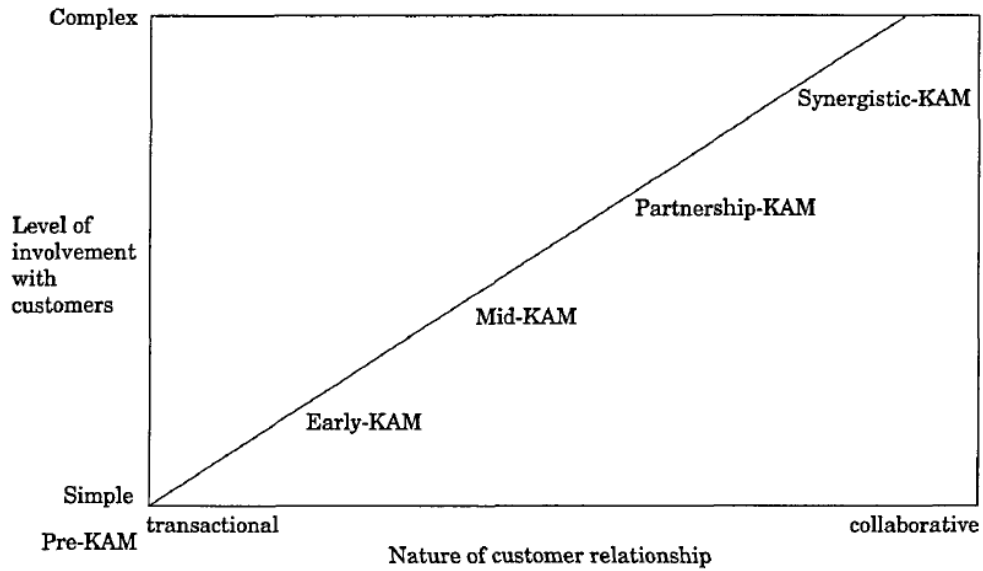 Complex
Synergistic-KAM
Partnership-KAM
Level of
involvement
with
customers
Mid-KAM
Early-KAM
Simple
transactional
collaborative
Pre-KAM
Nature of customer relationship